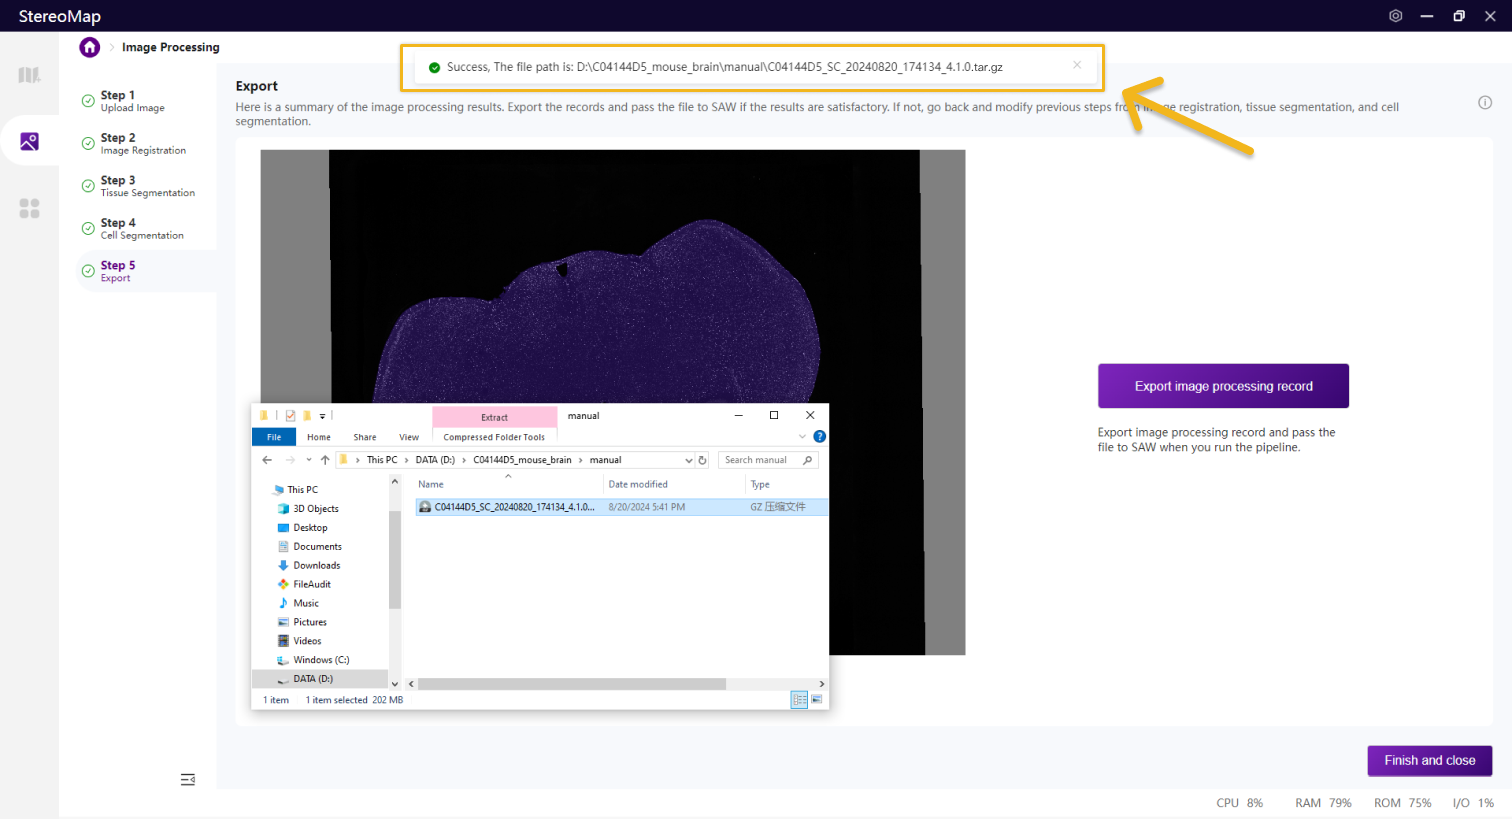 StereoMap
Image Processing
Success, The file path is: D:\C04144D5_mouse_brain\manual\C04144D5_SC_20240820_174134_4.1.0.tar.gz
Step 1
Upload Image
Step 2
Image Registration
Step 3
Tissue Segmentation
Step 4
Cell Segmentation
Step 5
Export
Export
Here is a summary of the image processing results. Export the records and pass the file to SAW if the results are satisfactory. If not, go back and modify previous steps from image registration, tissue segmentation, and cell
segmentation.
Extract
manual
File Home Share View Compressed Folder Tools
This PC DATA (D:) C04144D5_mouse_brain manual
Search manual
Name Date modified Type
C04144D5_SC_20240820_174134_4.1.0... 8/20/2024 5:41 PM GZ 压缩文件
This PC
3D Objects
Desktop
Documents
Downloads
FileAudit
Music
Pictures
Videos
Windows (C:)
DATA (D:)
1 item 1 item selected 202 MB
Export image processing record
Export image processing record and pass the
file to SAW when you run the pipeline.
Finish and close
CPU 8% RAM 79% ROM 75% I/O 1%